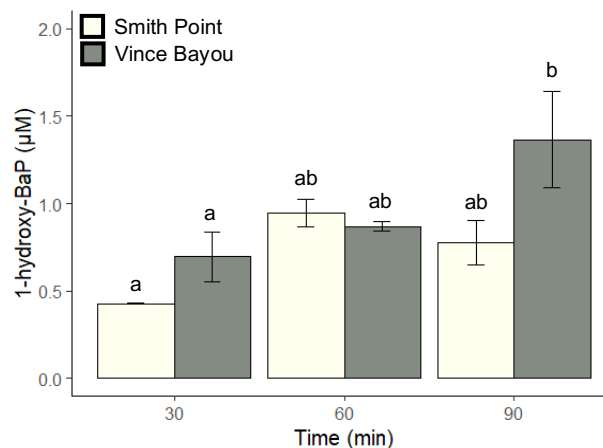 2.0
Smith Point
Vince Bayou
b
1.5
1-hydroxy-BaP (µM)
ab
ab
ab
1.0
a
a
0.5
0.0
30
60
90
Time (min)